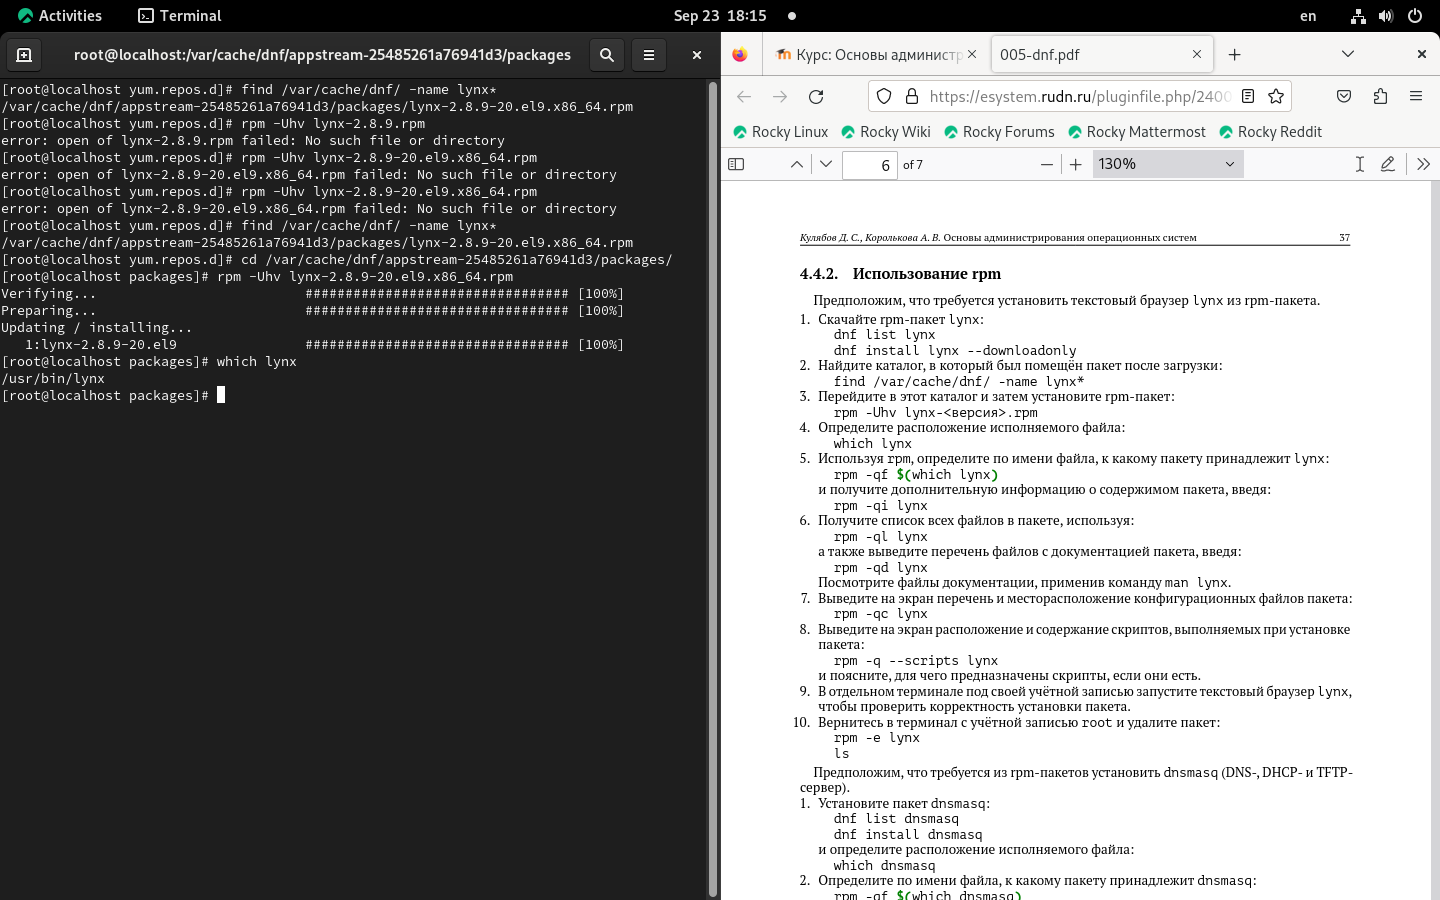 Activities
Terminal
Sep 23 18:15
en
root@localhost:/var/cache/dnf/appstream-25485261a76941d3/packages
[root@localhost yum.repos.d]# find /var/cache/dnf/ -name lynx*
/var/cache/dnf/appstream-25485261a76941d3/packages/lynx-2.8.9-20.el9.x86_64.rpm
[root@localhost yum.repos.d]# rpm -Uhv lynx-2.8.9.rpm
error: open of lynx-2.8.9.rpm failed: No such file or directory
[root@localhost yum.repos.d]# rpm -Uhv lynx-2.8.9-20.el9.x86_64.rpm
error: open of lynx-2.8.9-20.el9.x86_64.rpm failed: No such file or directory
[root@localhost yum.repos.d]# rpm -Uhv lynx-2.8.9-20.el9.x86_64.rpm
error: open of lynx-2.8.9-20.el9.x86_64.rpm failed: No such file or directory
[root@localhost yum.repos.d]# find /var/cache/dnf/ -name lynx*
/var/cache/dnf/appstream-25485261a76941d3/packages/lynx-2.8.9-20.el9.x86_64.rpm
[root@localhost yum.repos.d]# cd /var/cache/dnf/appstream-25485261a76941d3/packages/
[root@localhost packages]# rpm -Uhv lynx-2.8.9-20.el9.x86_64.rpm
Verifying... ################################# [100%]
Preparing... ################################# [100%]
Updating / installing...
1:lynx-2.8.9-20.el9 ################################# [100%]
[root@localhost packages]# which lynx
/usr/bin/lynx
[root@localhost packages]#
Курс: Основы администр
005-dnf.pdf
https://esystem.rudn.ru/pluginfile.php/2400
Rocky Linux
Rocky Wiki
Rocky Forums
Rocky Mattermost
Rocky Reddit
6 of 7
130%
Кулябов Д. С., Королькова А. В. Основы администрирования операционных систем 37
4.4.2. Использование rpm
Предположим, что требуется установить текстовый браузер lynx из rpm-пакета.
1. Скачайте rpm-пакет lynx:
dnf list lynx
dnf install lynx --downloadonly
2. Найдите каталог, в который был помещён пакет после загрузки:
find /var/cache/dnf/ -name lynx*
3. Перейдите в этот каталог и затем установите rpm-пакет:
rpm -Uhv lynx-<версия>.rpm
4. Определите расположение исполняемого файла:
which lynx
5. Используя rpm, определите по имени файла, к какому пакету принадлежит lynx:
rpm -qf $(which lynx)
и получите дополнительную информацию о содержимом пакета, введя:
rpm -qi lynx
6. Получите список всех файлов в пакете, используя:
rpm -ql lynx
а также выведите перечень файлов с документацией пакета, введя:
rpm -qd lynx
Посмотрите файлы документации, применив команду man lynx.
7. Выведите на экран перечень и месторасположение конфигурационных файлов пакета:
rpm -qc lynx
8. Выведите на экран расположение и содержание скриптов, выполняемых при установке
пакета:
rpm -q --scripts lynx
и поясните, для чего предназначены скрипты, если они есть.
9. В отдельном терминале под своей учётной записью запустите текстовый браузер lynx,
чтобы проверить корректность установки пакета.
10. Вернитесь в терминал с учётной записью root и удалите пакет:
rpm -e lynx
ls
Предположим, что требуется из rpm-пакетов установить dnsmasq (DNS-, DHCP- и TFTP-
сервер).
1. Установите пакет dnsmasq:
dnf list dnsmasq
dnf install dnsmasq
и определите расположение исполняемого файла:
which dnsmasq
2. Определите по имени файла, к какому пакету принадлежит dnsmasq:
rpm -qf $(which dnsmasq)